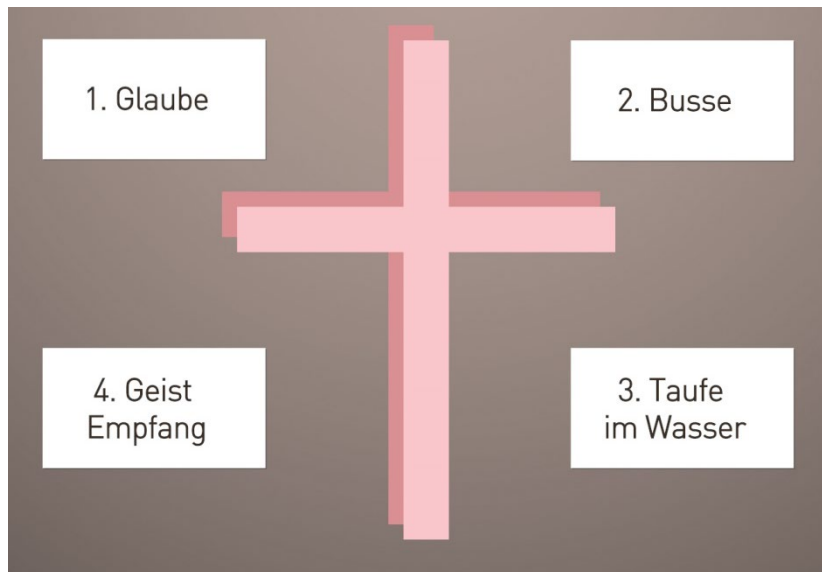 1. Glaube
2. Busse
3. Taufe
im Wasser
4. Geist
Empfang